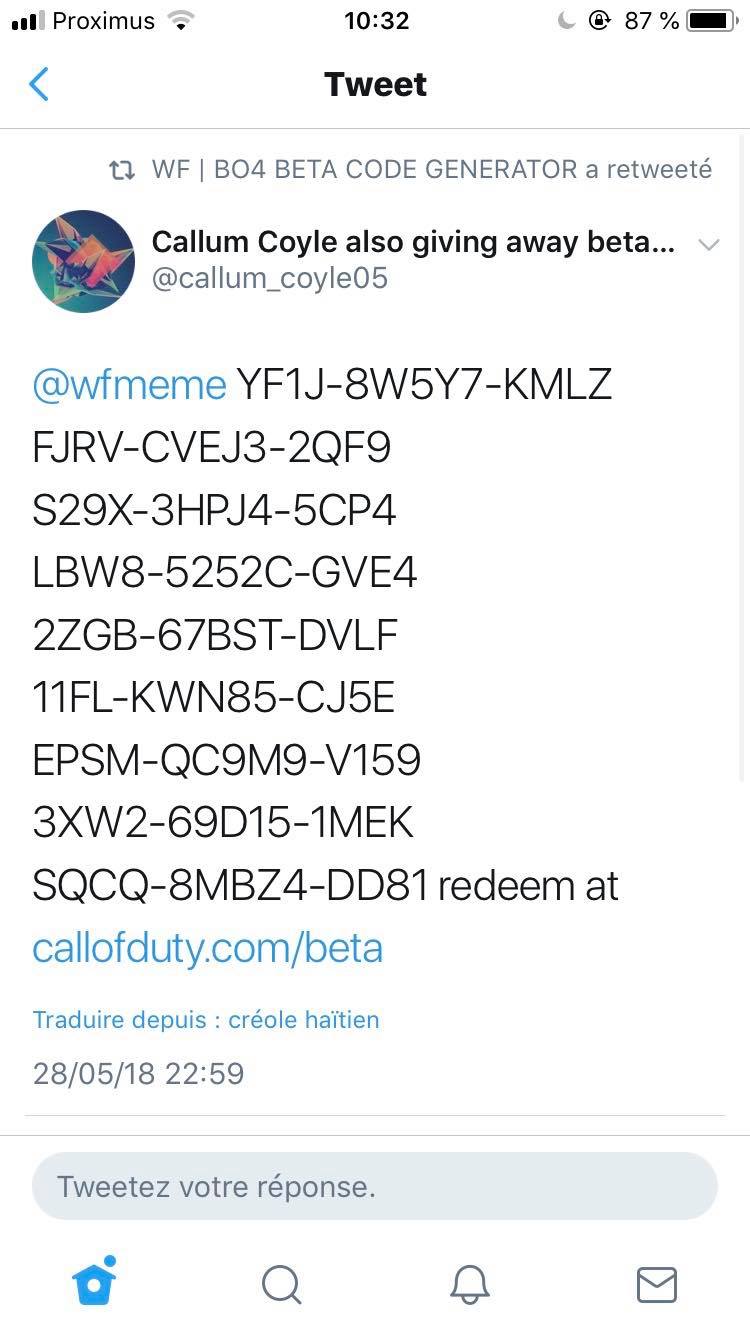 Proximus 10:32 87 %
Tweet
WF | BO4 BETA CODE GENERATOR a retweeté
Callum Coyle also giving away beta...
@callum_coyle05
@wfmeme YF1J-8W5Y7-KMLZ
FJRV-CVEJ3-2QF9
S29X-3HPJ4-5CP4
LBW8-5252C-GVE4
2ZGB-67BST-DVLF
11FL-KWN85-CJ5E
EPSM-QC9M9-V159
3XW2-69D15-1MEK
SQCQ-8MBZ4-DD81 redeem at
callofduty.com/beta
Traduire depuis : créole haïtien
28/05/18 22:59
Tweetez votre réponse.